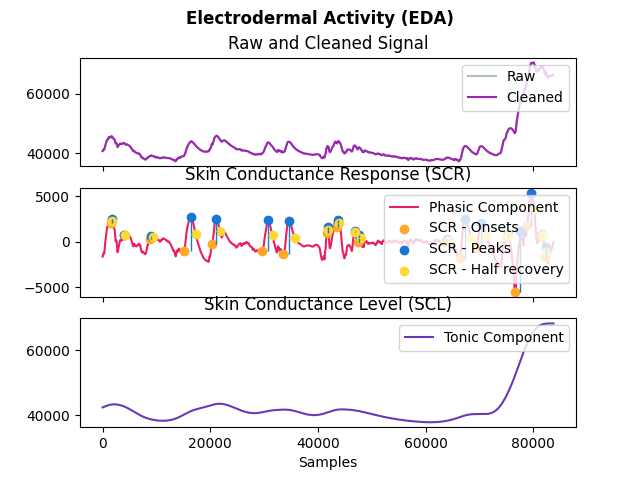 Electrodermal Activity (EDA)
Raw and Cleaned Signal
60000
40000
Raw
Cleaned
Skin Conductance Response (SCR)
5000
0
−5000
Phasic Component
SCR - Onsets
SCR - Peaks
SCR - Half recovery
Skin Conductance Level (SCL)
60000
40000
Tonic Component
0 20000 40000 60000 80000
Samples